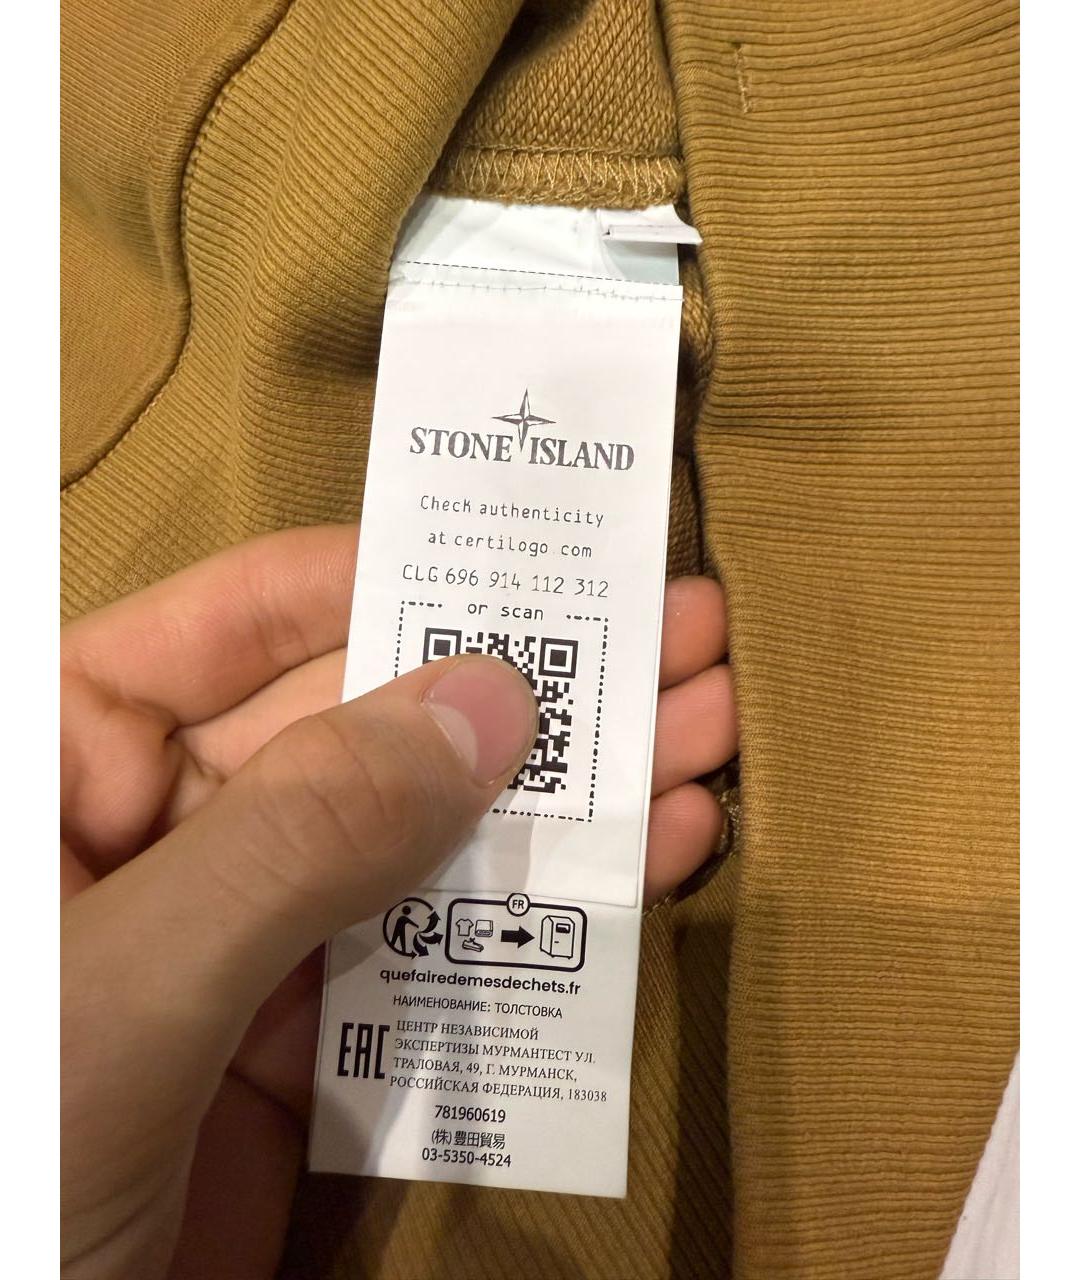 STONE ISLAND
Check authenticity
at certilogo.com
CLG 696 914 112 312
or scan
FR
quefairedemesdechets.fr
НАИМЕНОВАНИЕ: ТОЛСТОВКА
EAC
ЦЕНТР НЕЗАВИСИМОЙ
ЭКСПЕРТИЗЫ МУРМАНТЕСТ УЛ.
ТРАЛОВАЯ, 49, Г. МУРМАНСК,
РОССИЙСКАЯ ФЕДЕРАЦИЯ, 183038
781960619
(株)豊田貿易
03-5350-4524